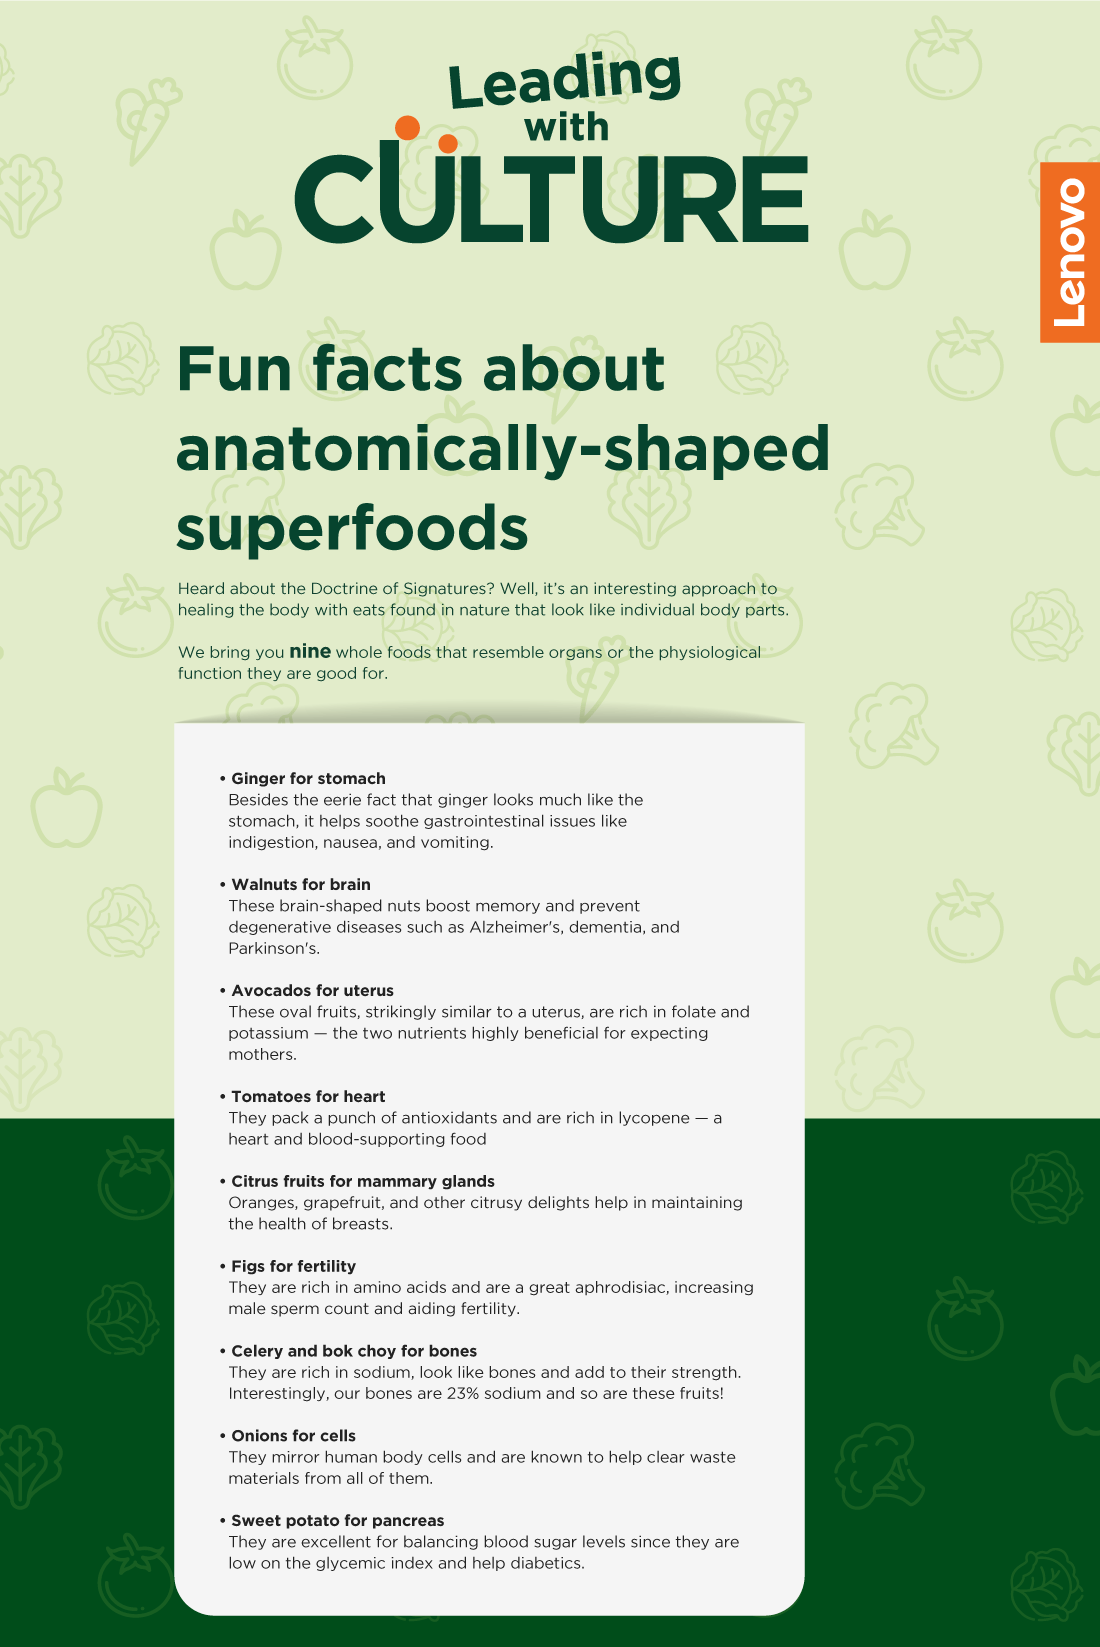 Leading
with
CULTURE
Lenovo
Fun facts about
anatomically-shaped
superfoods
Heard about the Doctrine of Signatures? Well, it’s an interesting approach to
healing the body with eats found in nature that look like individual body parts.
We bring you nine whole foods that resemble organs or the physiological
function they are good for.
• Ginger for stomach
Besides the eerie fact that ginger looks much like the
stomach, it helps soothe gastrointestinal issues like
indigestion, nausea, and vomiting.
• Walnuts for brain
These brain-shaped nuts boost memory and prevent
degenerative diseases such as Alzheimer's, dementia, and
Parkinson's.
• Avocados for uterus
These oval fruits, strikingly similar to a uterus, are rich in folate and
potassium — the two nutrients highly beneficial for expecting
mothers.
• Tomatoes for heart
They pack a punch of antioxidants and are rich in lycopene — a
heart and blood-supporting food
• Citrus fruits for mammary glands
Oranges, grapefruit, and other citrusy delights help in maintaining
the health of breasts.
• Figs for fertility
They are rich in amino acids and are a great aphrodisiac, increasing
male sperm count and aiding fertility.
• Celery and bok choy for bones
They are rich in sodium, look like bones and add to their strength.
Interestingly, our bones are 23% sodium and so are these fruits!
• Onions for cells
They mirror human body cells and are known to help clear waste
materials from all of them.
• Sweet potato for pancreas
They are excellent for balancing blood sugar levels since they are
low on the glycemic index and help diabetics.